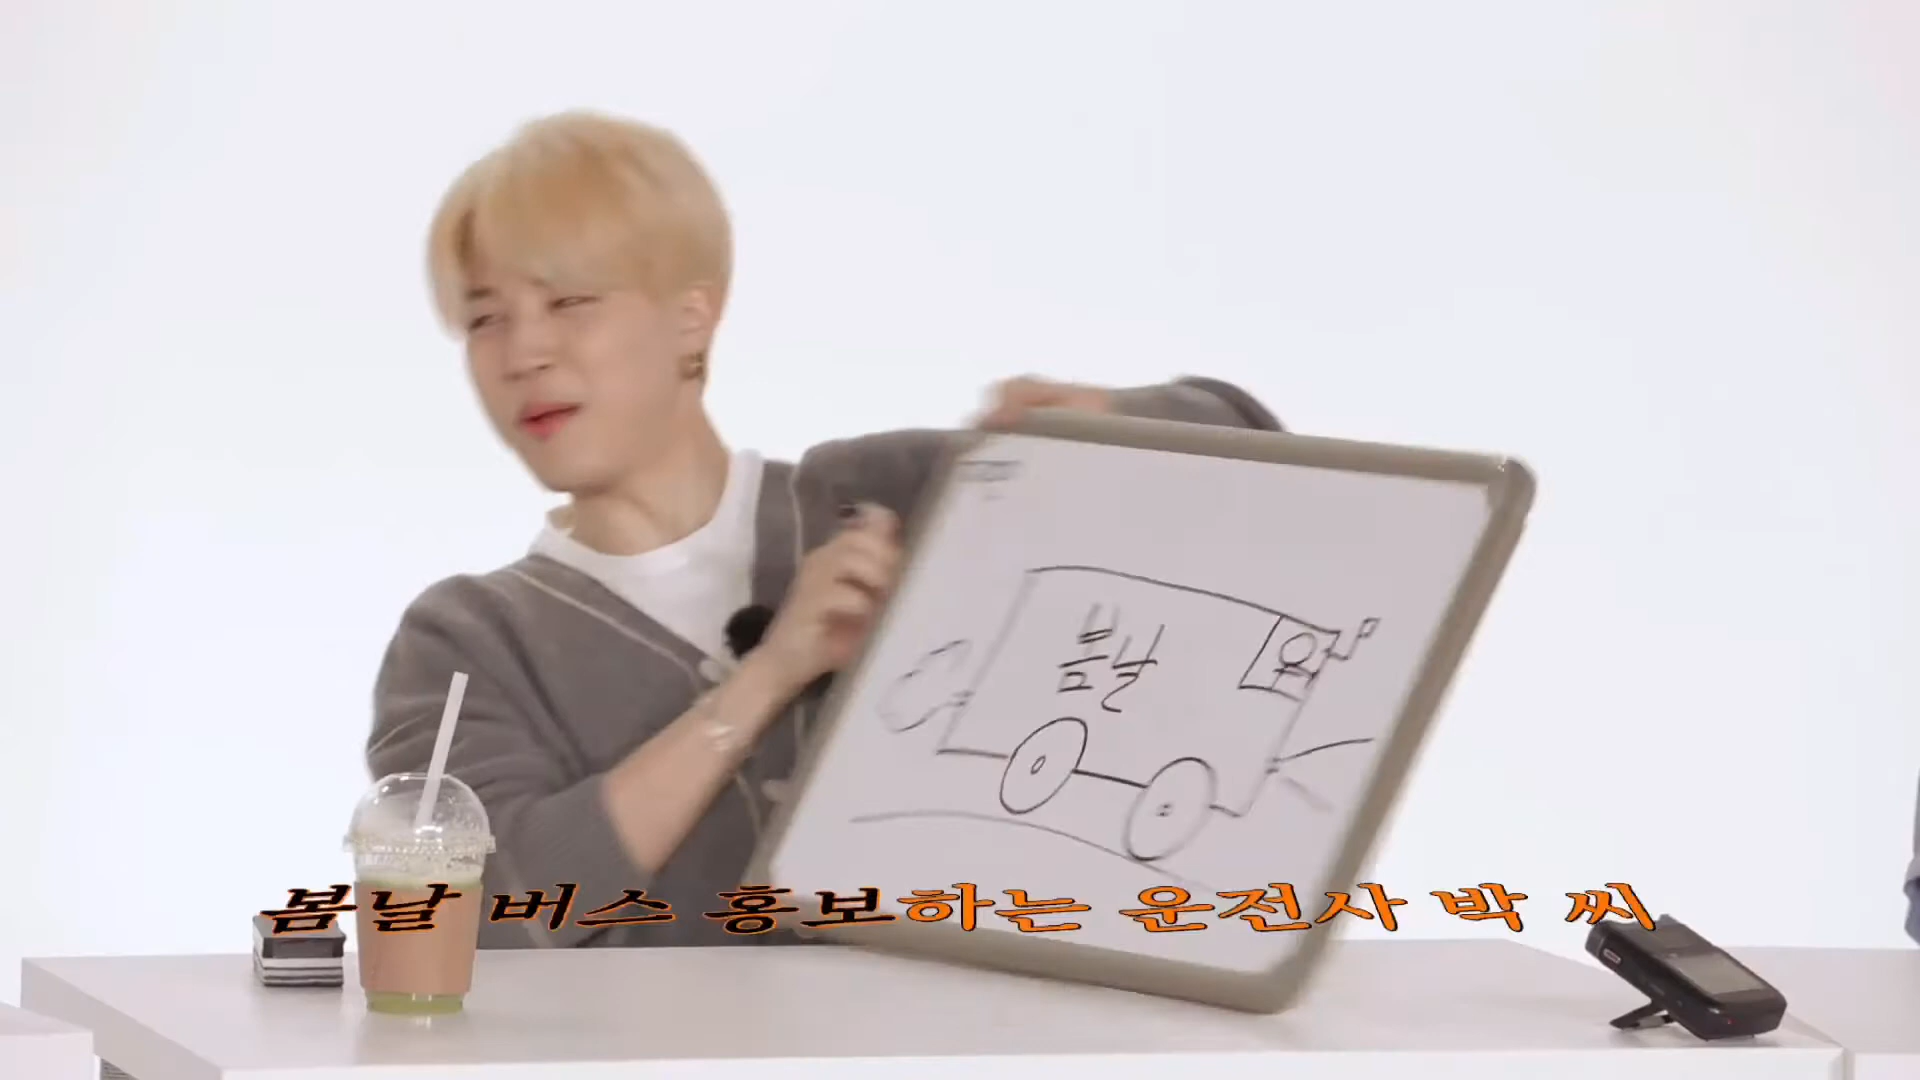 봄날
봄날 버스 홍보하는 운전사 박 씨